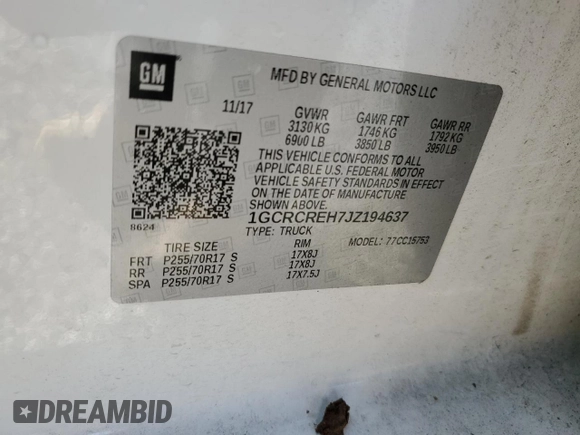 GM
MFD BY GENERAL MOTORS LLC
11/17 GVWR GAWR FRT GAWR RR
3130 KG 1746 KG 1792 KG
6900 LB 3850 LB 3950 LB
THIS VEHICLE CONFORMS TO ALL
APPLICABLE U.S. FEDERAL MOTOR
VEHICLE SAFETY STANDARDS IN EFFECT
ON THE DATE OF MANUFACTURE
SHOWN ABOVE.
1GCRCREH7JZ194637
8624 TYPE: TRUCK MODEL: 77CC15753
TIRE SIZE RIM
FRT P255/70R17 S 17X8J
RR P255/70R17 S 17X8J
SPA P255/70R17 S 17X7.5J
DREAMBID